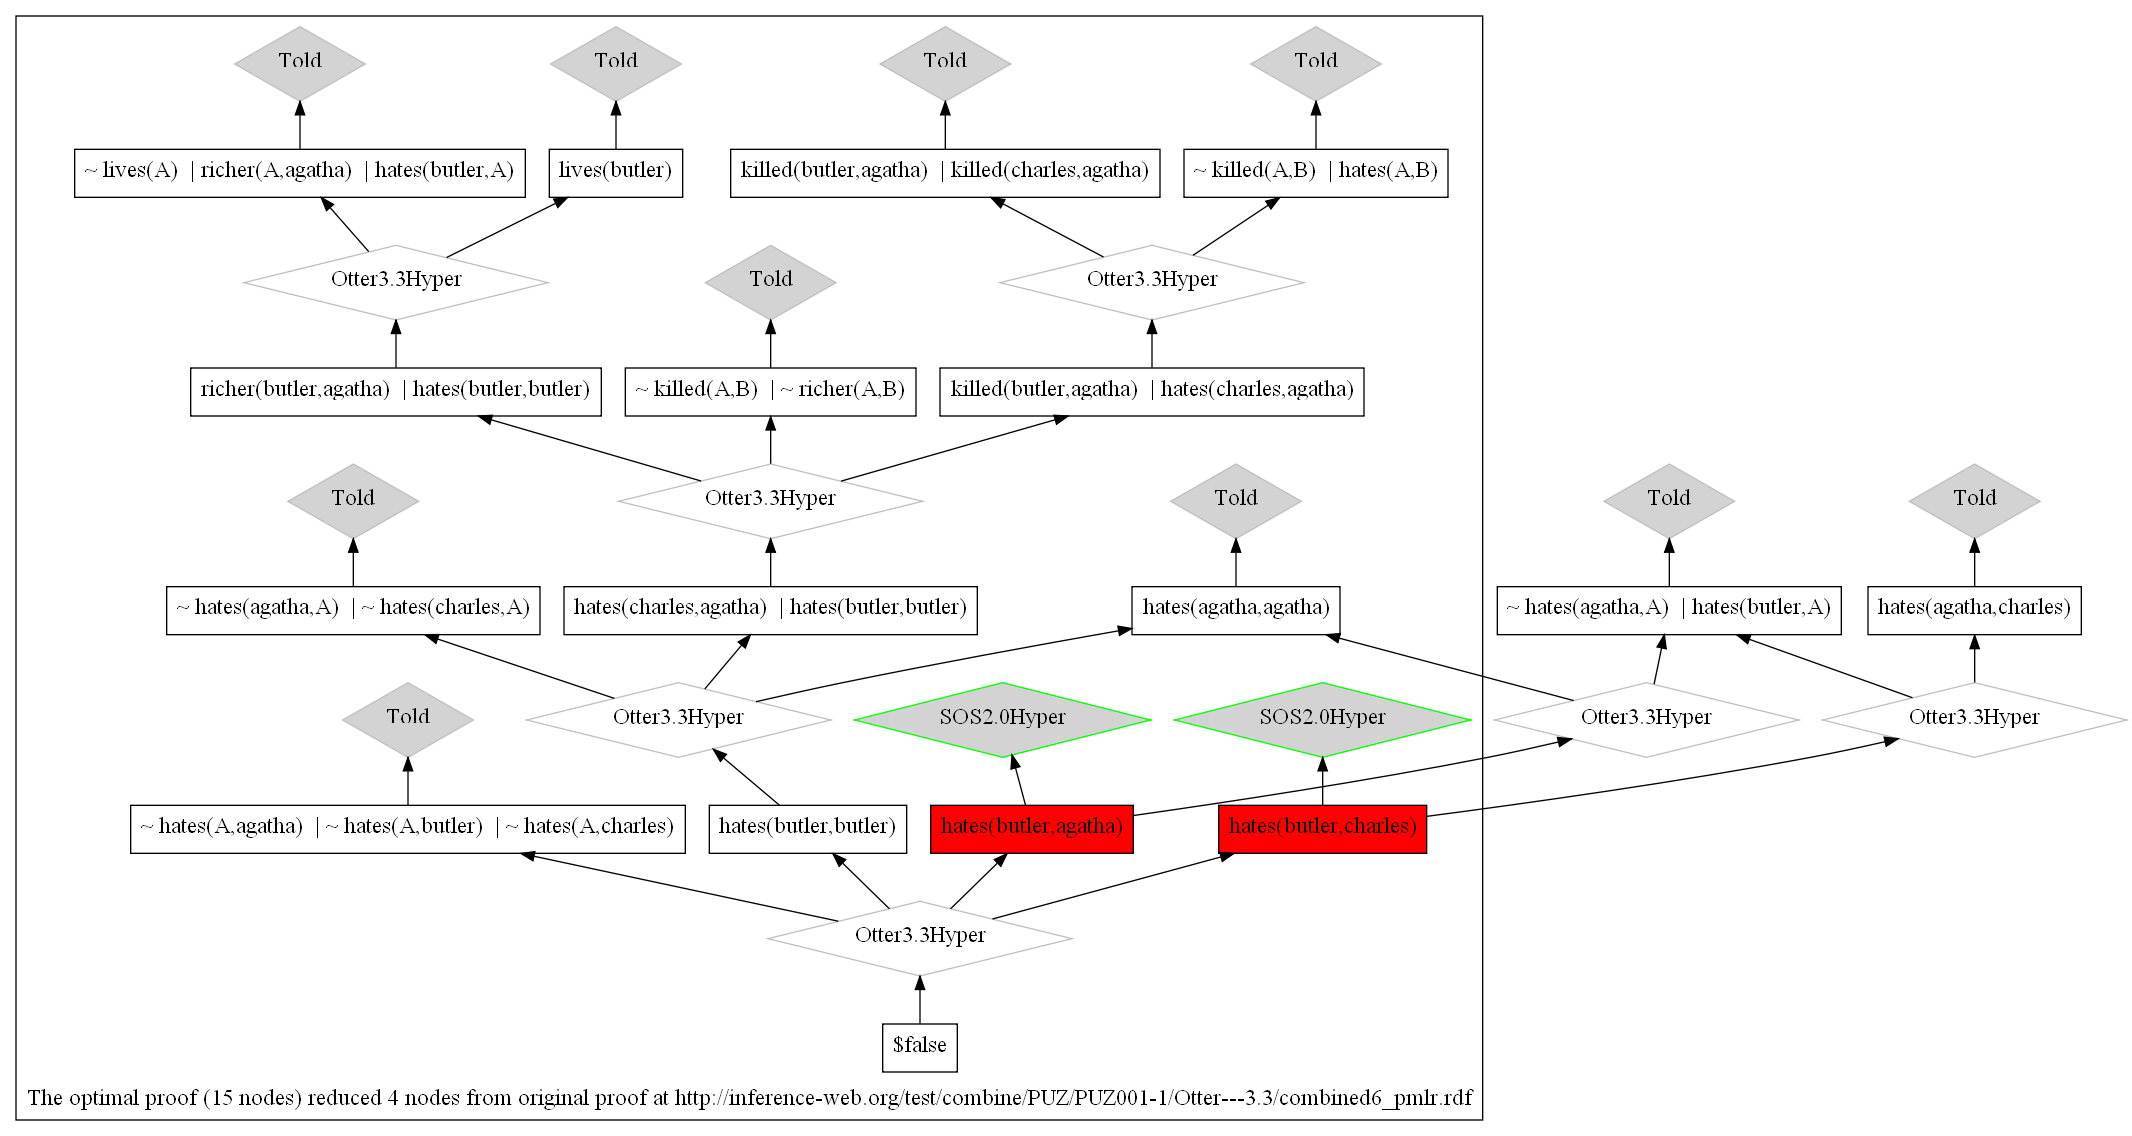 Told
Told
Told
Told
~ lives(A) | richer(A,agatha) | hates(butler,A)
lives(butler)
killed(butler,agatha) | killed(charles,agatha)
~ killed(A,B) | hates(A,B)
Otter3.3Hyper
Told
Otter3.3Hyper
richer(butler,agatha) | hates(butler,butler)
~ killed(A,B) | ~ richer(A,B)
killed(butler,agatha) | hates(charles,agatha)
Told
Otter3.3Hyper
Told
Told
Told
~ hates(agatha,A) | ~ hates(charles,A)
hates(charles,agatha) | hates(butler,butler)
hates(agatha,agatha)
~ hates(agatha,A) | hates(butler,A)
hates(agatha,charles)
Told
Otter3.3Hyper
SOS2.0Hyper
SOS2.0Hyper
Otter3.3Hyper
Otter3.3Hyper
~ hates(A,agatha) | ~ hates(A,butler) | ~ hates(A,charles)
hates(butler,butler)
hates(butler,agatha)
hates(butler,charles)
Otter3.3Hyper
$false
The optimal proof (15 nodes) reduced 4 nodes from original proof at http://inference-web.org/test/combine/PUZ/PUZ001-1/Otter---3.3/combined6_pmlr.rdf